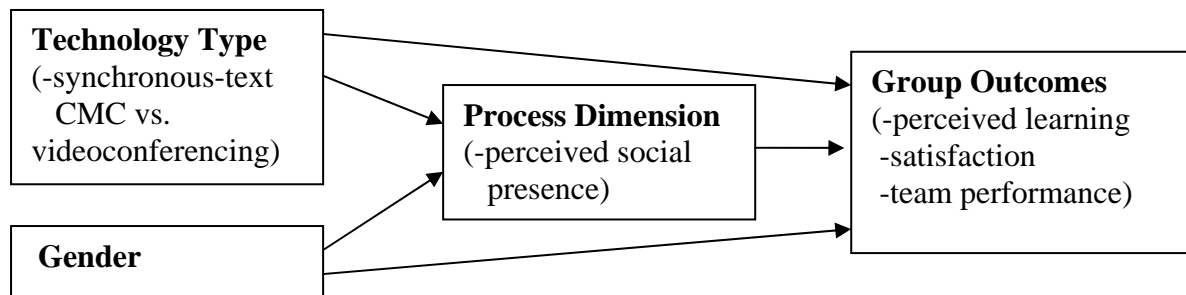 Technology Type
(-synchronous-text
CMC vs.
videoconferencing)
Process Dimension
(-perceived social
presence)
Group Outcomes
(-perceived learning
-satisfaction
-team performance)
Gender